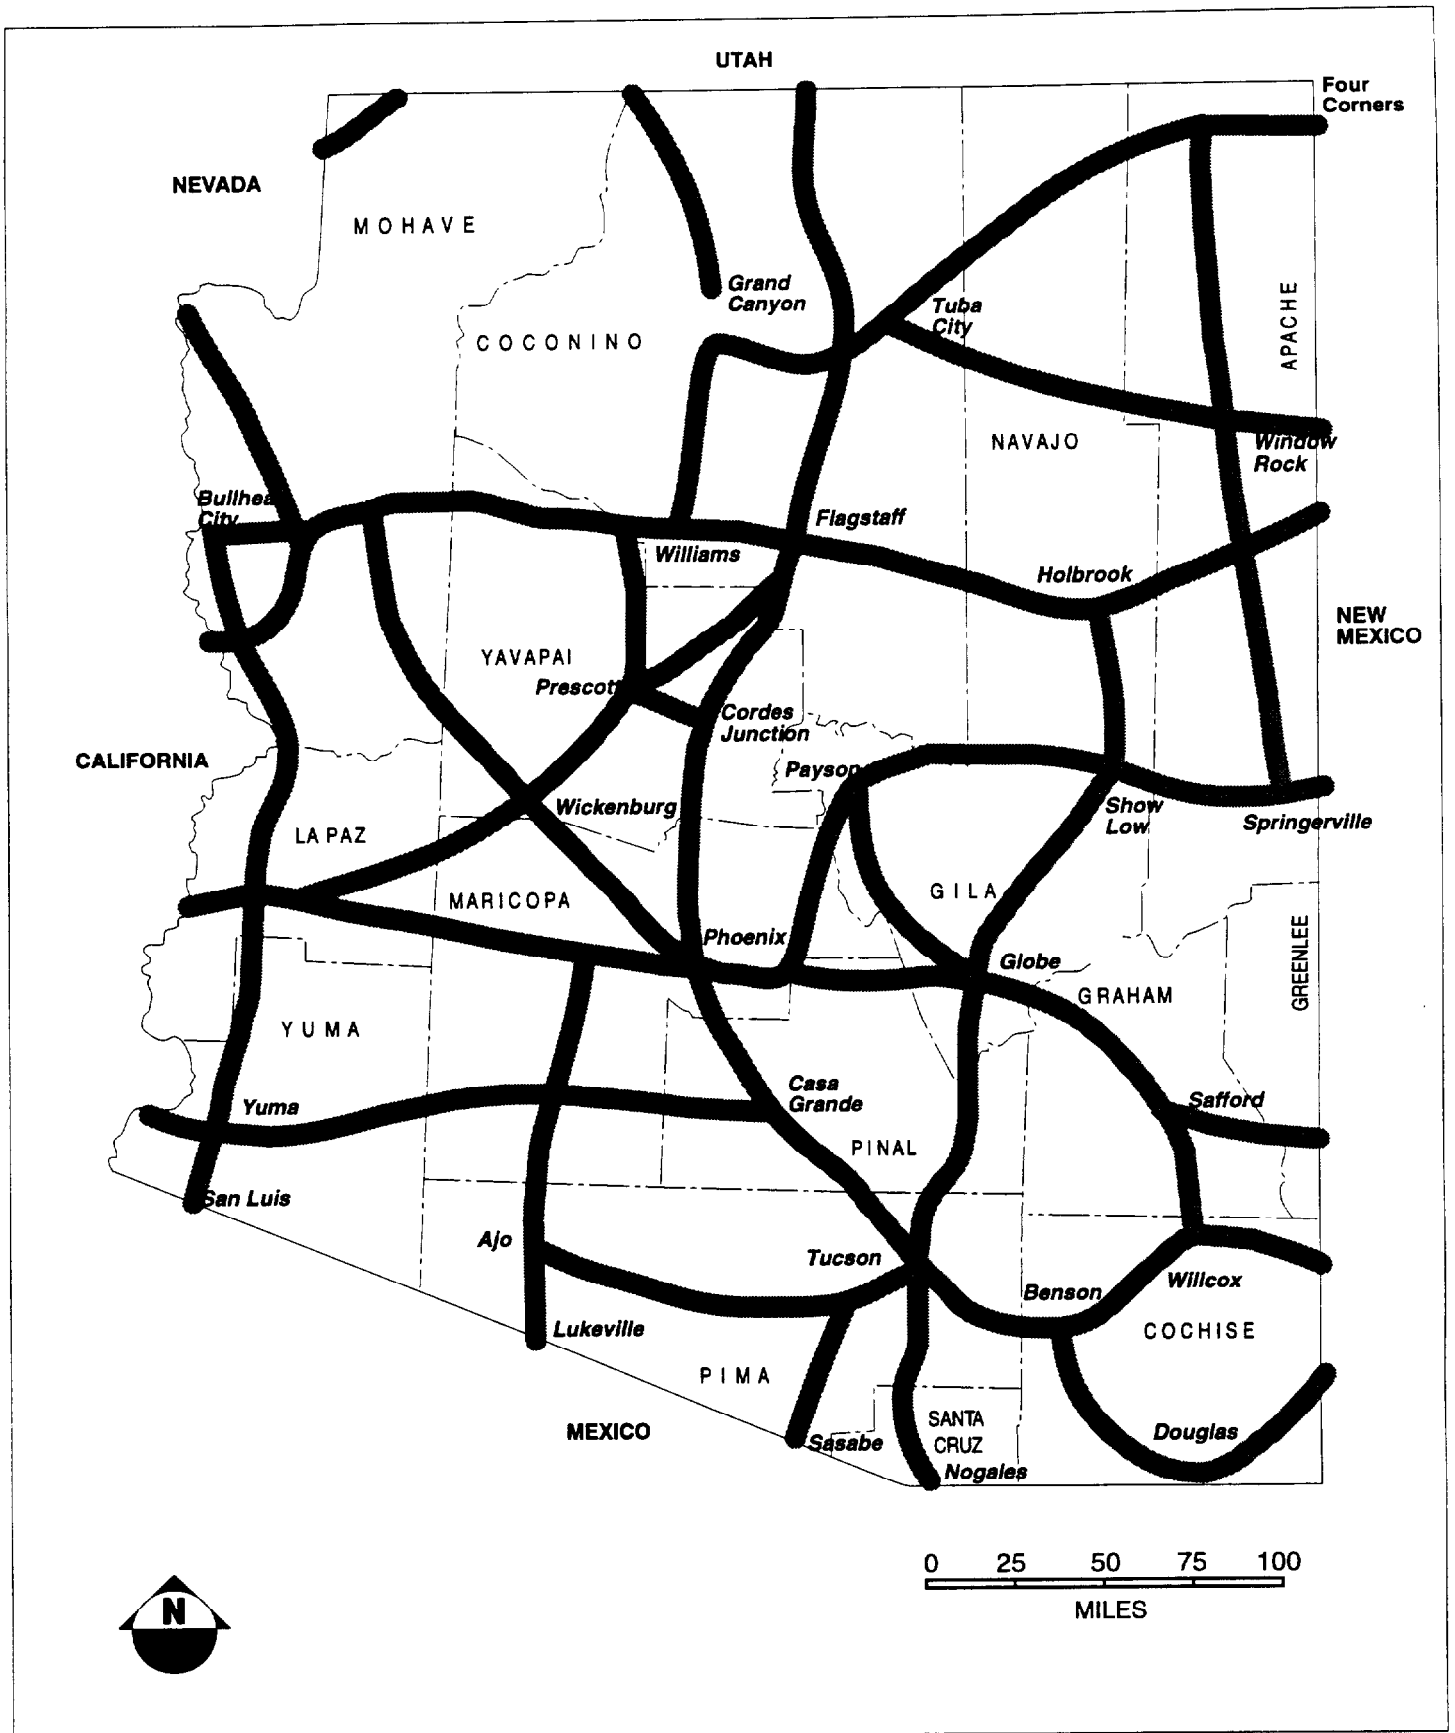 UTAH
Four
Corners
NEVADA
MOHAVE
Grand
Canyon
Tuba
City
APACHE
COCONINO
NAVAJO
Window
Rock
Bullhea
City
Flagstaff
Williams
Holbrook
NEW
MEXICO
YAVAPAI
Prescott
Cordes
Junction
CALIFORNIA
Payson
Wickenburg
Show
Low
Springerville
LA PAZ
MARICOPA
GILA
Phoenix
Globe
GREENLEE
GRAHAM
YUMA
Casa
Grande
Yuma
Safford
PINAL
San Luis
Ajo
Tucson
Benson
Willcox
Lukeville
COCHISE
PIMA
MEXICO
Sasabe
SANTA
CRUZ
Douglas
Nogales
0 25 50 75 100
MILES
N